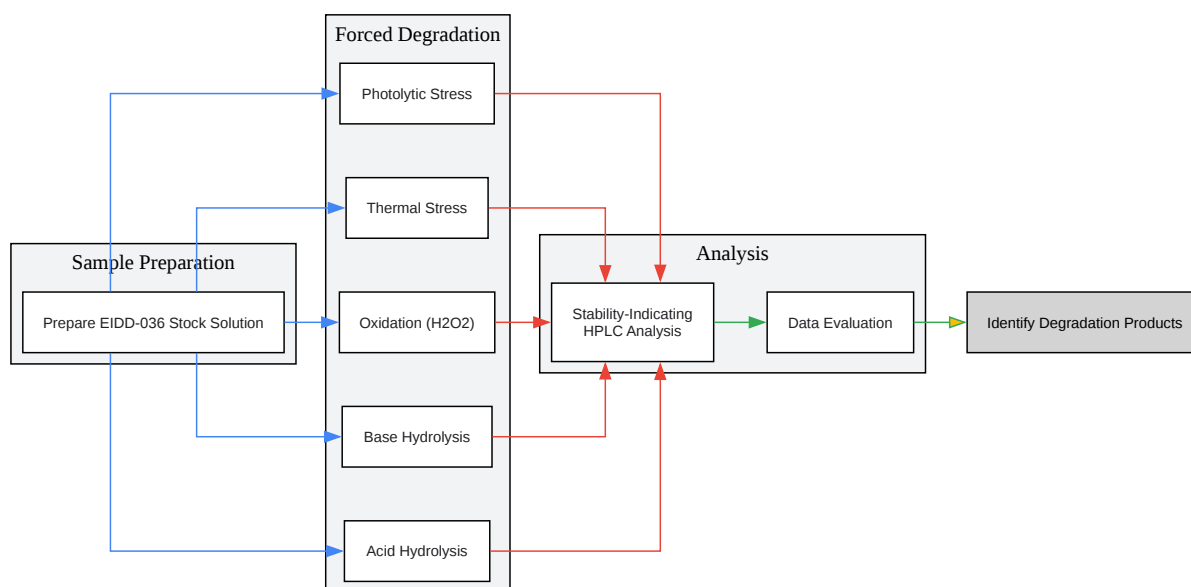 Forced Degradation
Photolytic Stress
Thermal Stress
Sample Preparation
Prepare EIDD-036 Stock Solution
Oxidation (H2O2)
Base Hydrolysis
Acid Hydrolysis
Analysis
Stability-Indicating
HPLC Analysis
Data Evaluation
Identify Degradation Products